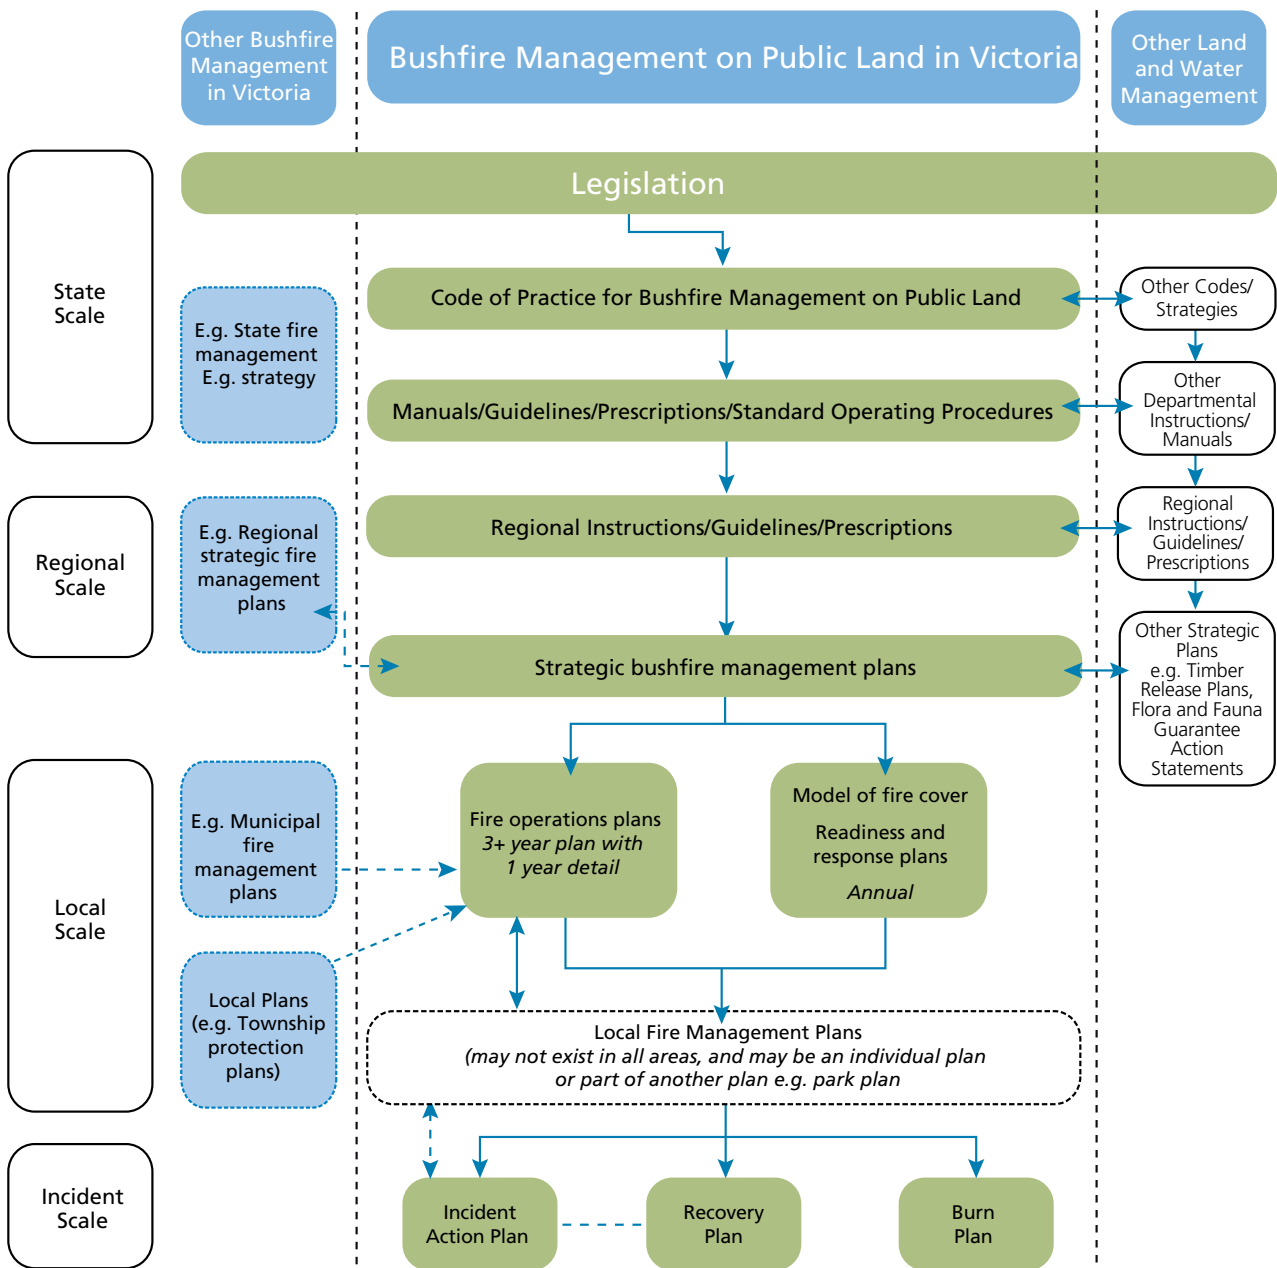 Other Bushfire
Management
in Victoria
Bushfire Management on Public Land in Victoria
Other Land
and Water
Management
Legislation
State
Scale
E.g. State fire
management
E.g. strategy
Code of Practice for Bushfire Management on Public Land
Other Codes/
Strategies
Manuals/Guidelines/Prescriptions/Standard Operating Procedures
Other
Departmental
Instructions/
Manuals
Regional
Scale
E.g. Regional
strategic fire
management
plans
Regional Instructions/Guidelines/Prescriptions
Regional
Instructions/
Guidelines/
Prescriptions
Strategic bushfire management plans
Other Strategic
Plans
e.g. Timber
Release Plans,
Flora and Fauna
Guarantee
Action
Statements
Local
Scale
E.g. Municipal
fire
management
plans
Fire operations plans
3+ year plan with
1 year detail
Model of fire cover
Readiness and
response plans
Annual
Local Plans
(e.g. Township
protection
plans)
Local Fire Management Plans
(may not exist in all areas, and may be an individual plan
or part of another plan e.g. park plan
Incident
Scale
Incident
Action Plan
Recovery
Plan
Burn
Plan